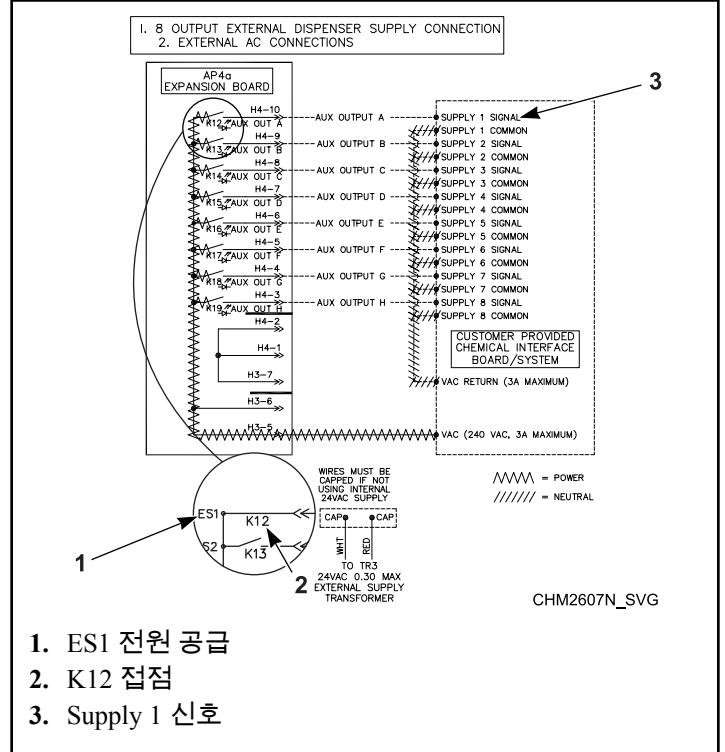 1. 8 OUTPUT EXTERNAL DISPENSER SUPPLY CONNECTION
2. EXTERNAL AC CONNECTIONS
AP4a
EXPANSION BOARD
H4-10
K12 AUX OUT A
AUX OUTPUT A
SUPPLY 1 SIGNAL
3
SUPPLY 1 COMMON
H4-9
K13 AUX OUT B
AUX OUTPUT B
SUPPLY 2 SIGNAL
SUPPLY 2 COMMON
H4-8
K14 AUX OUT C
AUX OUTPUT C
SUPPLY 3 SIGNAL
SUPPLY 3 COMMON
H4-7
K15 AUX OUT D
AUX OUTPUT D
SUPPLY 4 SIGNAL
SUPPLY 4 COMMON
H4-6
K16 AUX OUT E
AUX OUTPUT E
SUPPLY 5 SIGNAL
SUPPLY 5 COMMON
H4-5
K17 AUX OUT F
AUX OUTPUT F
SUPPLY 6 SIGNAL
SUPPLY 6 COMMON
H4-4
K18 AUX OUT G
AUX OUTPUT G
SUPPLY 7 SIGNAL
SUPPLY 7 COMMON
H4-3
K19 AUX OUT H
AUX OUTPUT H
SUPPLY 8 SIGNAL
SUPPLY 8 COMMON
H4-2
H4-1
H3-7
H3-6
H3-5
CUSTOMER PROVIDED
CHEMICAL INTERFACE
BOARD/SYSTEM
VAC RETURN (3A MAXIMUM)
VAC (240 VAC, 3A MAXIMUM)
= POWER
= NEUTRAL
WIRES MUST BE
CAPPED IF NOT
USING INTERNAL
24VAC SUPPLY
CAP CAP
WHT RED
TO TR3
24VAC 0.30 MAX
EXTERNAL SUPPLY
TRANSFORMER
ES1
K12
S2
K13
1
2
CHM2607N_SVG
1. ES1 전원 공급
2. K12 접점
3. Supply 1 신호